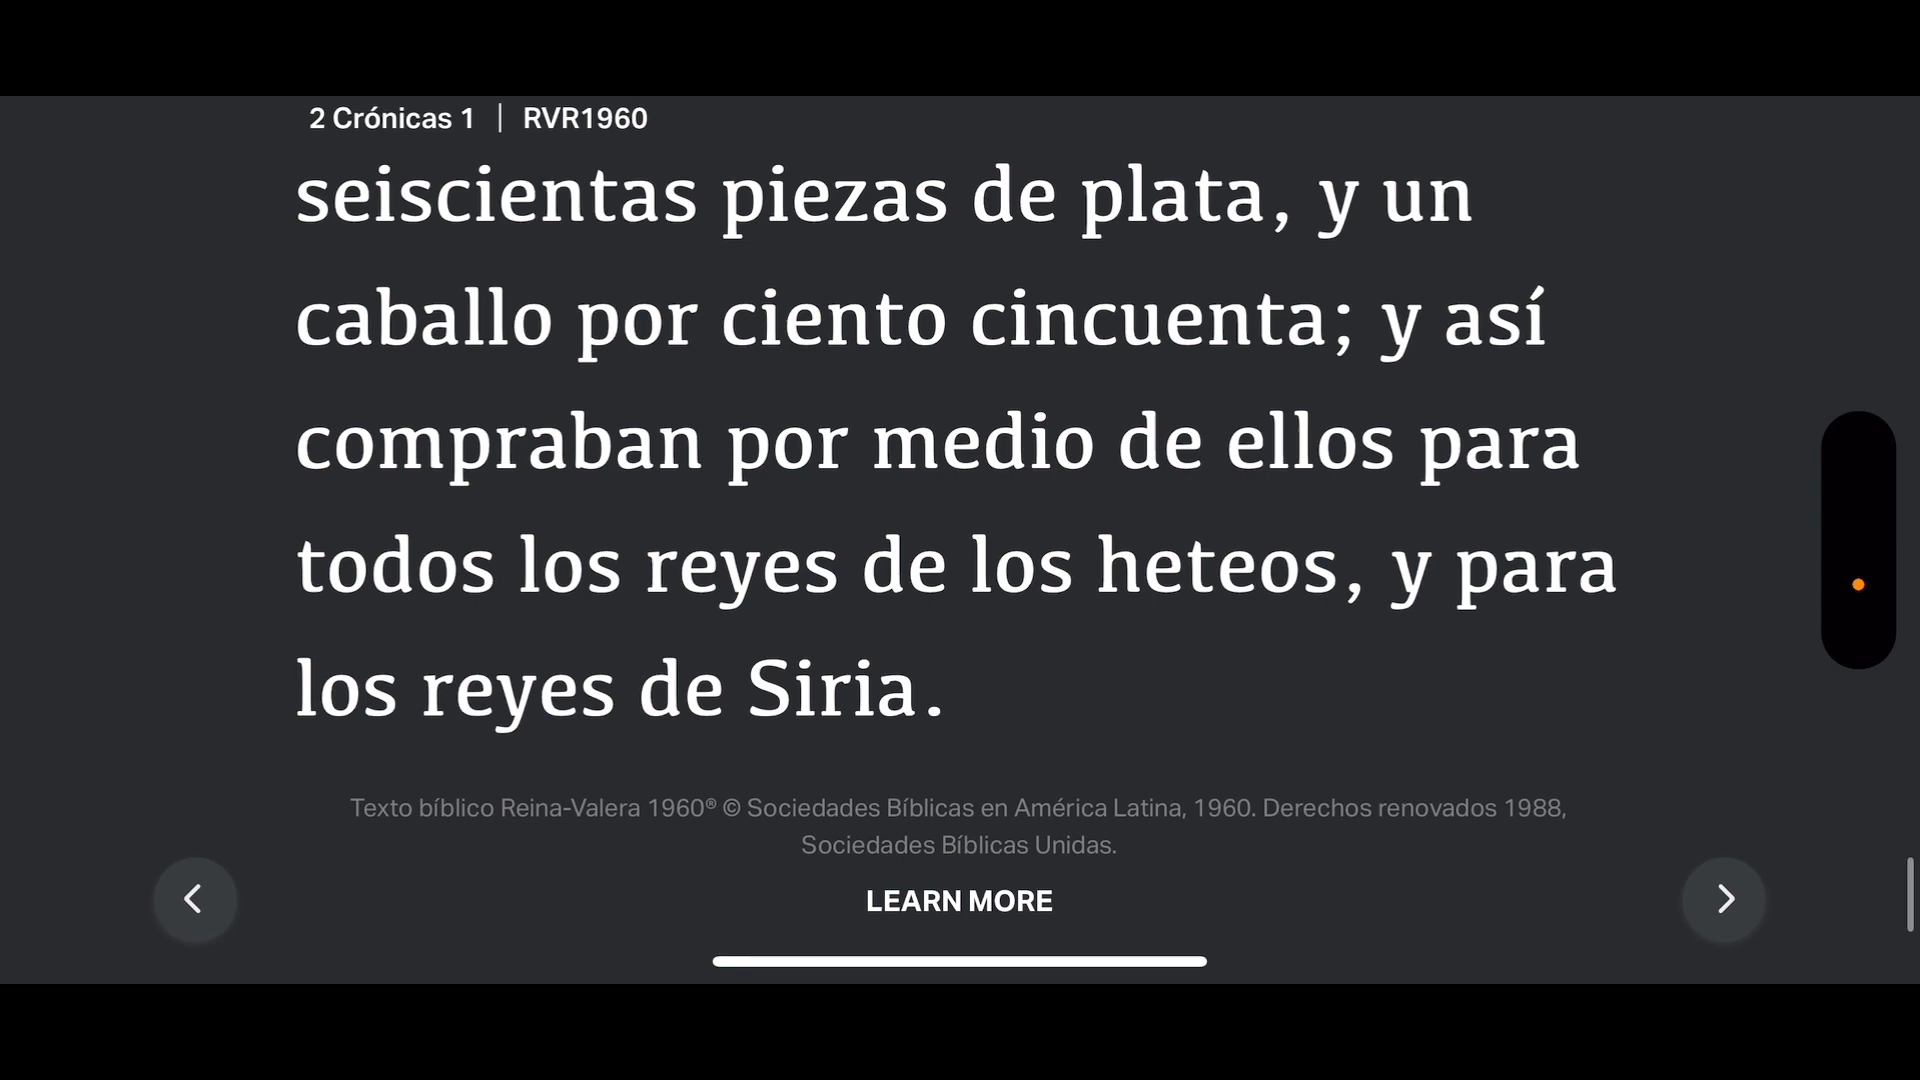 2 Crónicas 1 | RVR1960
seiscientas piezas de plata, y un
caballo por ciento cincuenta; y así
compraban por medio de ellos para
todos los reyes de los heteos, y para
los reyes de Siria.
Texto bíblico Reina-Valera 1960® © Sociedades Bíblicas en América Latina, 1960. Derechos renovados 1988,
Sociedades Bíblicas Unidas.
LEARN MORE